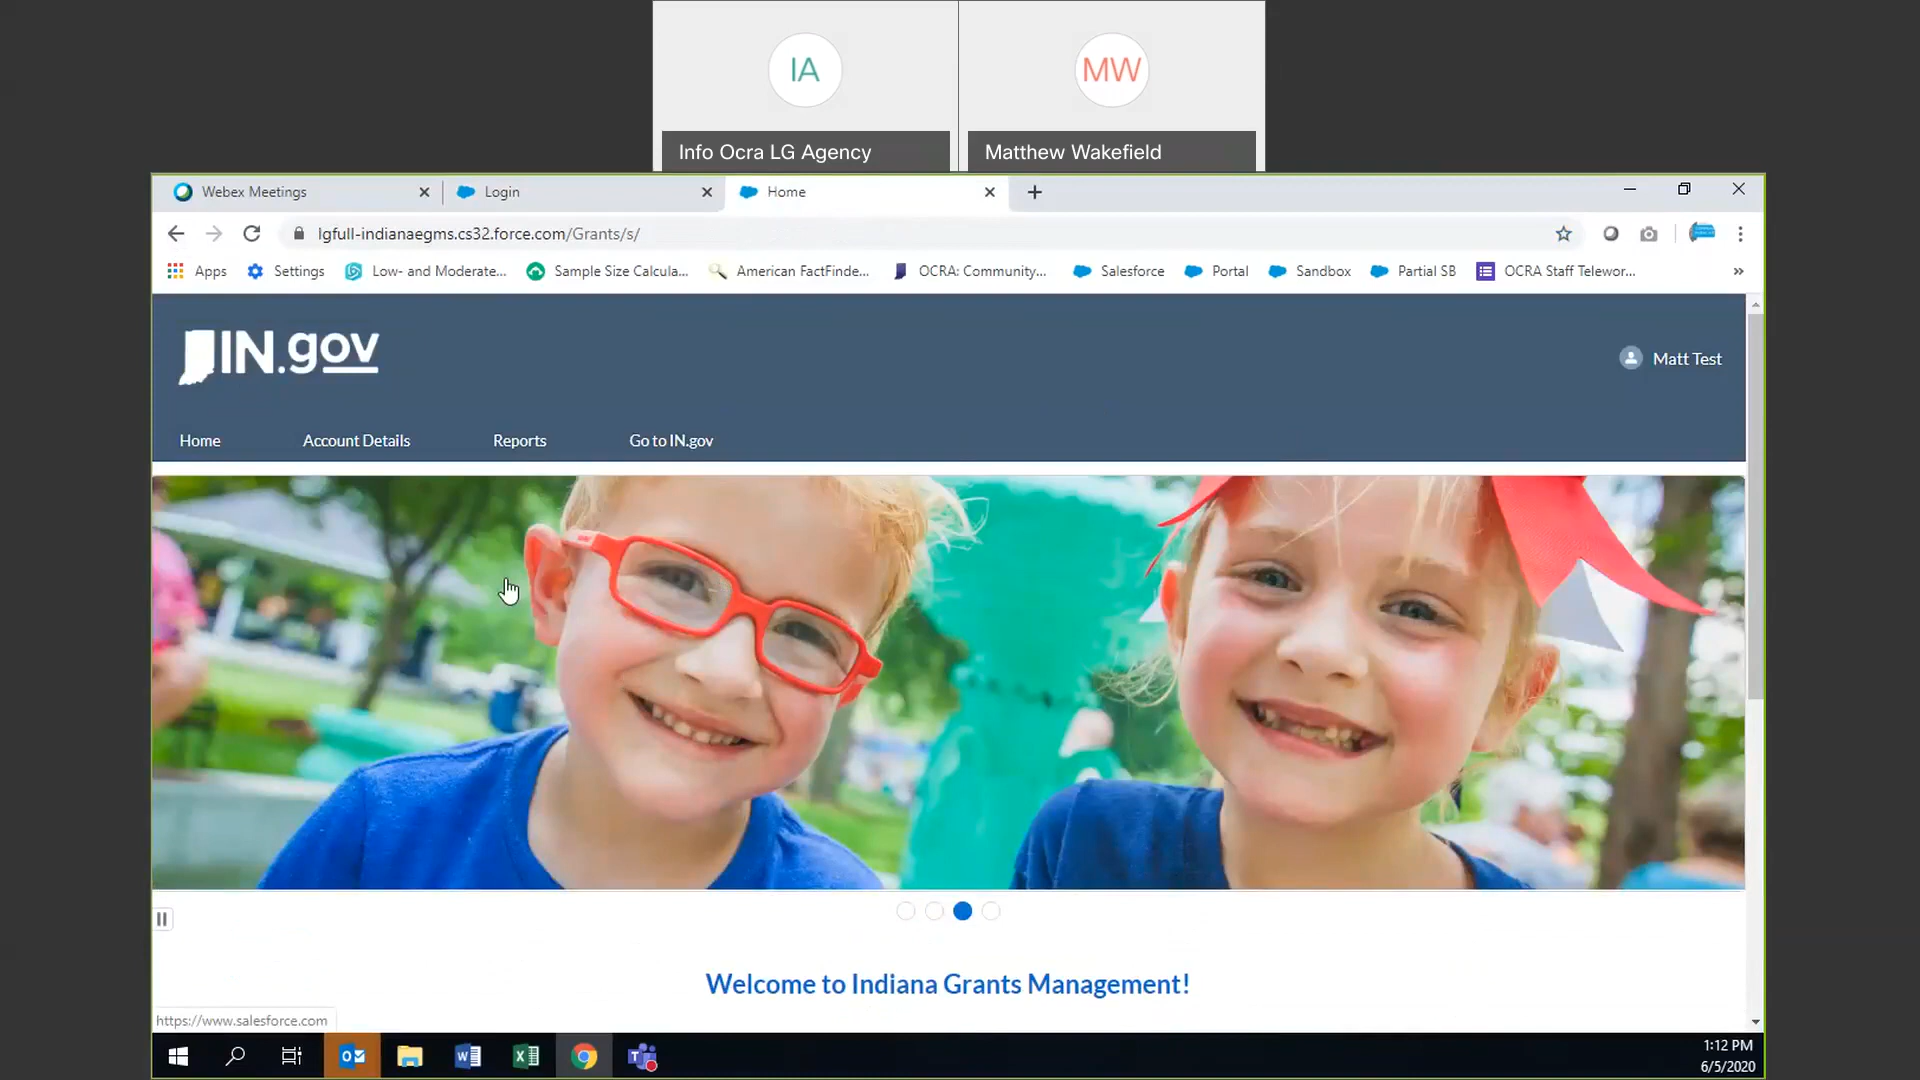 IA
MW
Info Ocra LG Agency
Matthew Wakefield
Webex Meetings
Login
Home
lgfull-indianaegms.cs32.force.com/Grants/s/
Apps
Settings
Low- and Moderate...
Sample Size Calcula...
American FactFinde...
OCRA: Community...
Salesforce
Portal
Sandbox
Partial SB
OCRA Staff Telewor...
»
IN.gov
Matt Test
Home
Account Details
Reports
Go to IN.gov
Welcome to Indiana Grants Management!
https://www.salesforce.com
1:12 PM
6/5/2020